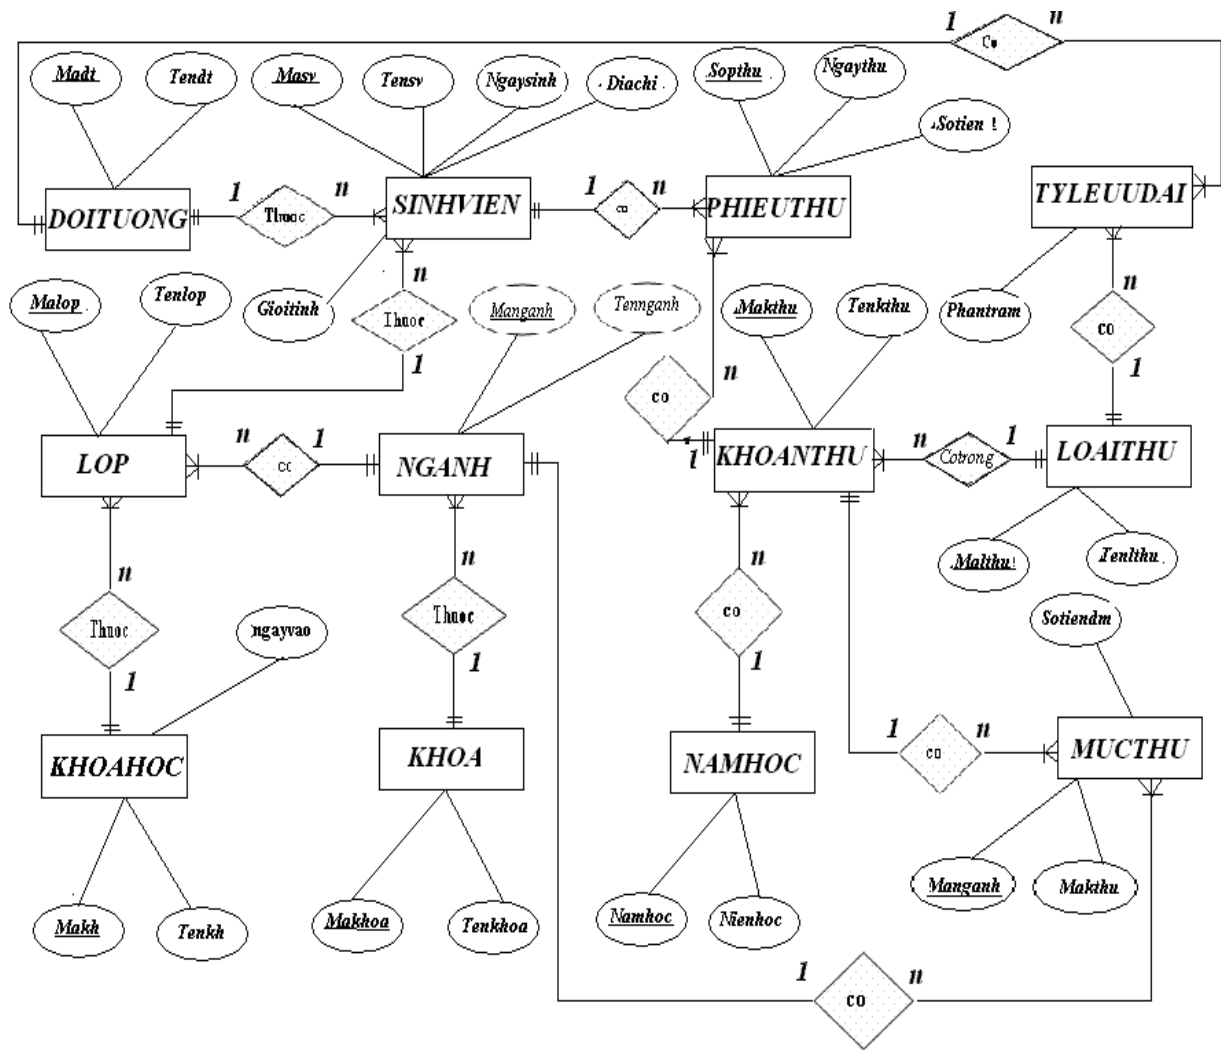 1
n
Co
Madt
Tendt
Masv
Tensv
Ngaysinh
Diachi
Sopthu
Ngaythu
Sotien
1
n
1
n
DOITUONG
Thuoc
SINHVIEN
co
PHIEUTHU
TYLEUUDAI
n
n
Malop
Tenlop
Gioitinh
Thuoc
Manganh
Tennganh
Makthu
Tenkthu
Phantram
co
1
n
1
co
n
1
1
n
1
LOP
cc
NGANH
KHOANTHU
Cotrong
LOAITHU
n
n
n
Malthu
Tenlthu
Thuoc
ngayvao
Thuoc
co
Sotiendm
1
1
1
1
n
KHOAHOC
KHOA
NAMHOC
co
MUCTHU
Makh
Tenkh
Makhoa
Tenkhoa
Namhoc
Nienhoc
Manganh
Makthu
1
n
co